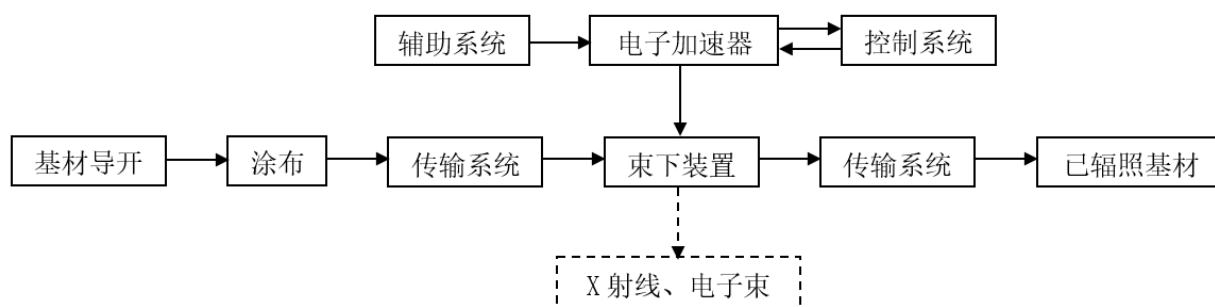 辅助系统
电子加速器
控制系统
基材导开
涂布
传输系统
束下装置
传输系统
已辐照基材
X 射线、电子束